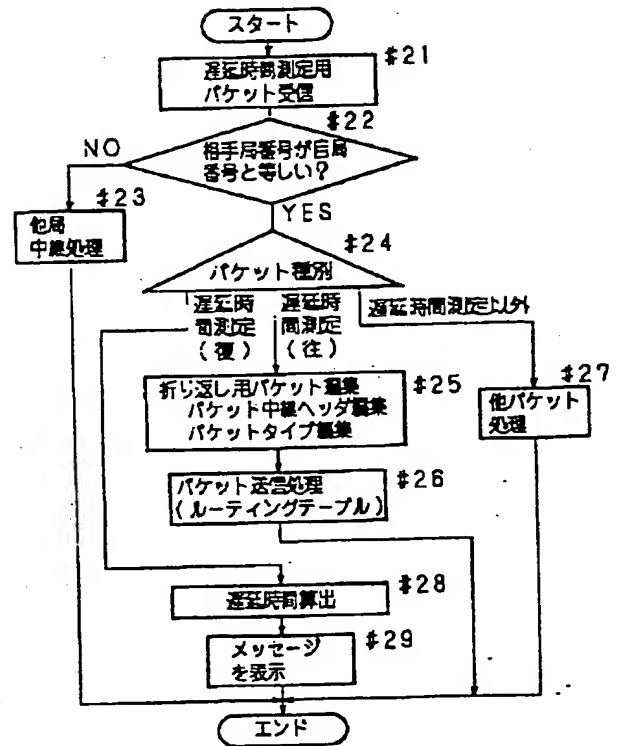 スタート
遅延時間測定用
パケット受信
#21
#22
相手局番号が自局
番号と等しい?
NO
YES
#23
他局
中継処理
#24
パケット種別
遅延時
間測定
(復)
遅延時
間測定
(往)
遅延時間測定以外
折り返し用パケット編集
パケット中継ヘッダ編集
パケットタイプ編集
#25
#27
他パケット
処理
パケット送信処理
(ルーティングテーブル)
#26
遅延時間算出
#28
メッセージ
を表示
#29
エンド